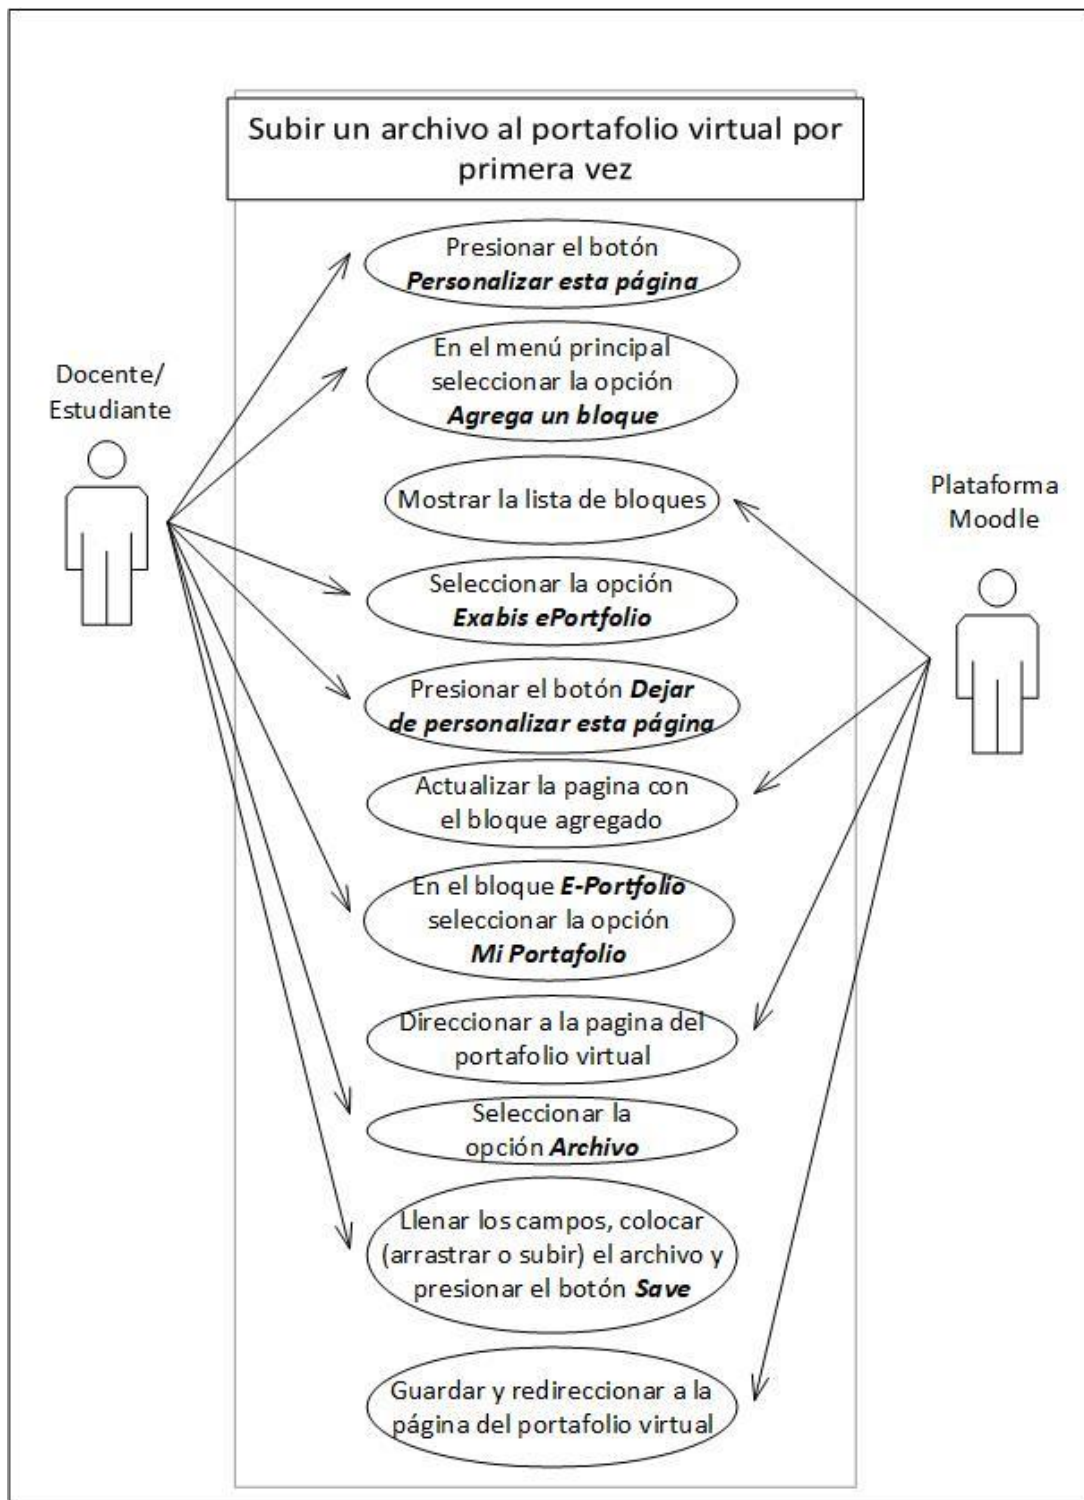 Subir un archivo al portafolio virtual por
primera vez
Presionar el botón
Personalizar esta página
En el menú principal
seleccionar la opción
Agrega un bloque
Docente/
Estudiante
Mostrar la lista de bloques
Plataforma
Moodle
Seleccionar la opción
Exabis ePortfolio
Presionar el botón Dejar
de personalizar esta página
Actualizar la pagina con
el bloque agregado
En el bloque E-Portfolio
seleccionar la opción
Mi Portafolio
Direccionar a la pagina del
portafolio virtual
Seleccionar la
opción Archivo
Llenar los campos, colocar
(arrastrar o subir) el archivo y
presionar el botón Save
Guardar y redireccionar a la
página del portafolio virtual